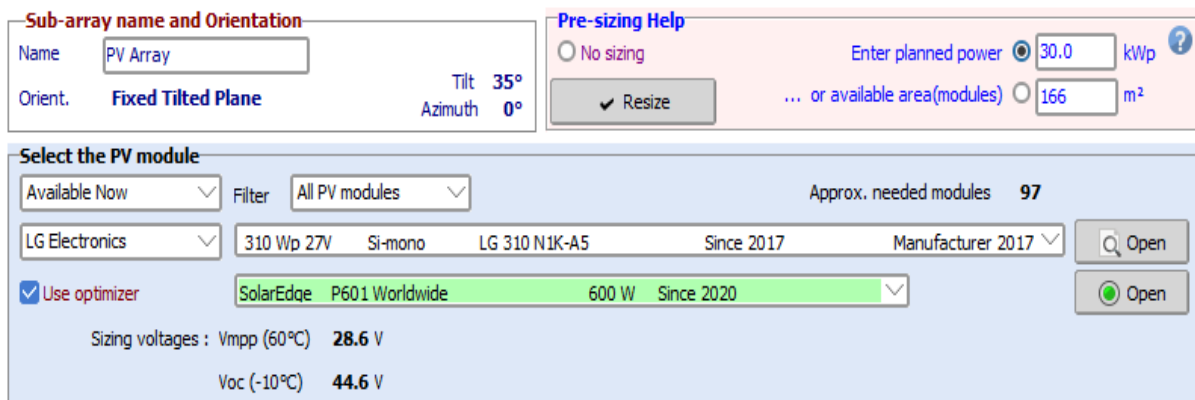 Sub-array name and Orientation
Name PV Array
Orient. Fixed Tilted Plane
Tilt 35°
Azimuth 0°
Pre-sizing Help
No sizing
Enter planned power 30.0 kWp
Resize
... or available area(modules) 166 m²
?
Select the PV module
Available Now Filter All PV modules Approx. needed modules 97
LG Electronics 310 Wp 27V Si-mono LG 310 N1K-A5 Since 2017 Manufacturer 2017 Open
Use optimizer SolarEdge P601 Worldwide 600 W Since 2020 Open
Sizing voltages : Vmpp (60°C) 28.6 V
Voc (-10°C) 44.6 V